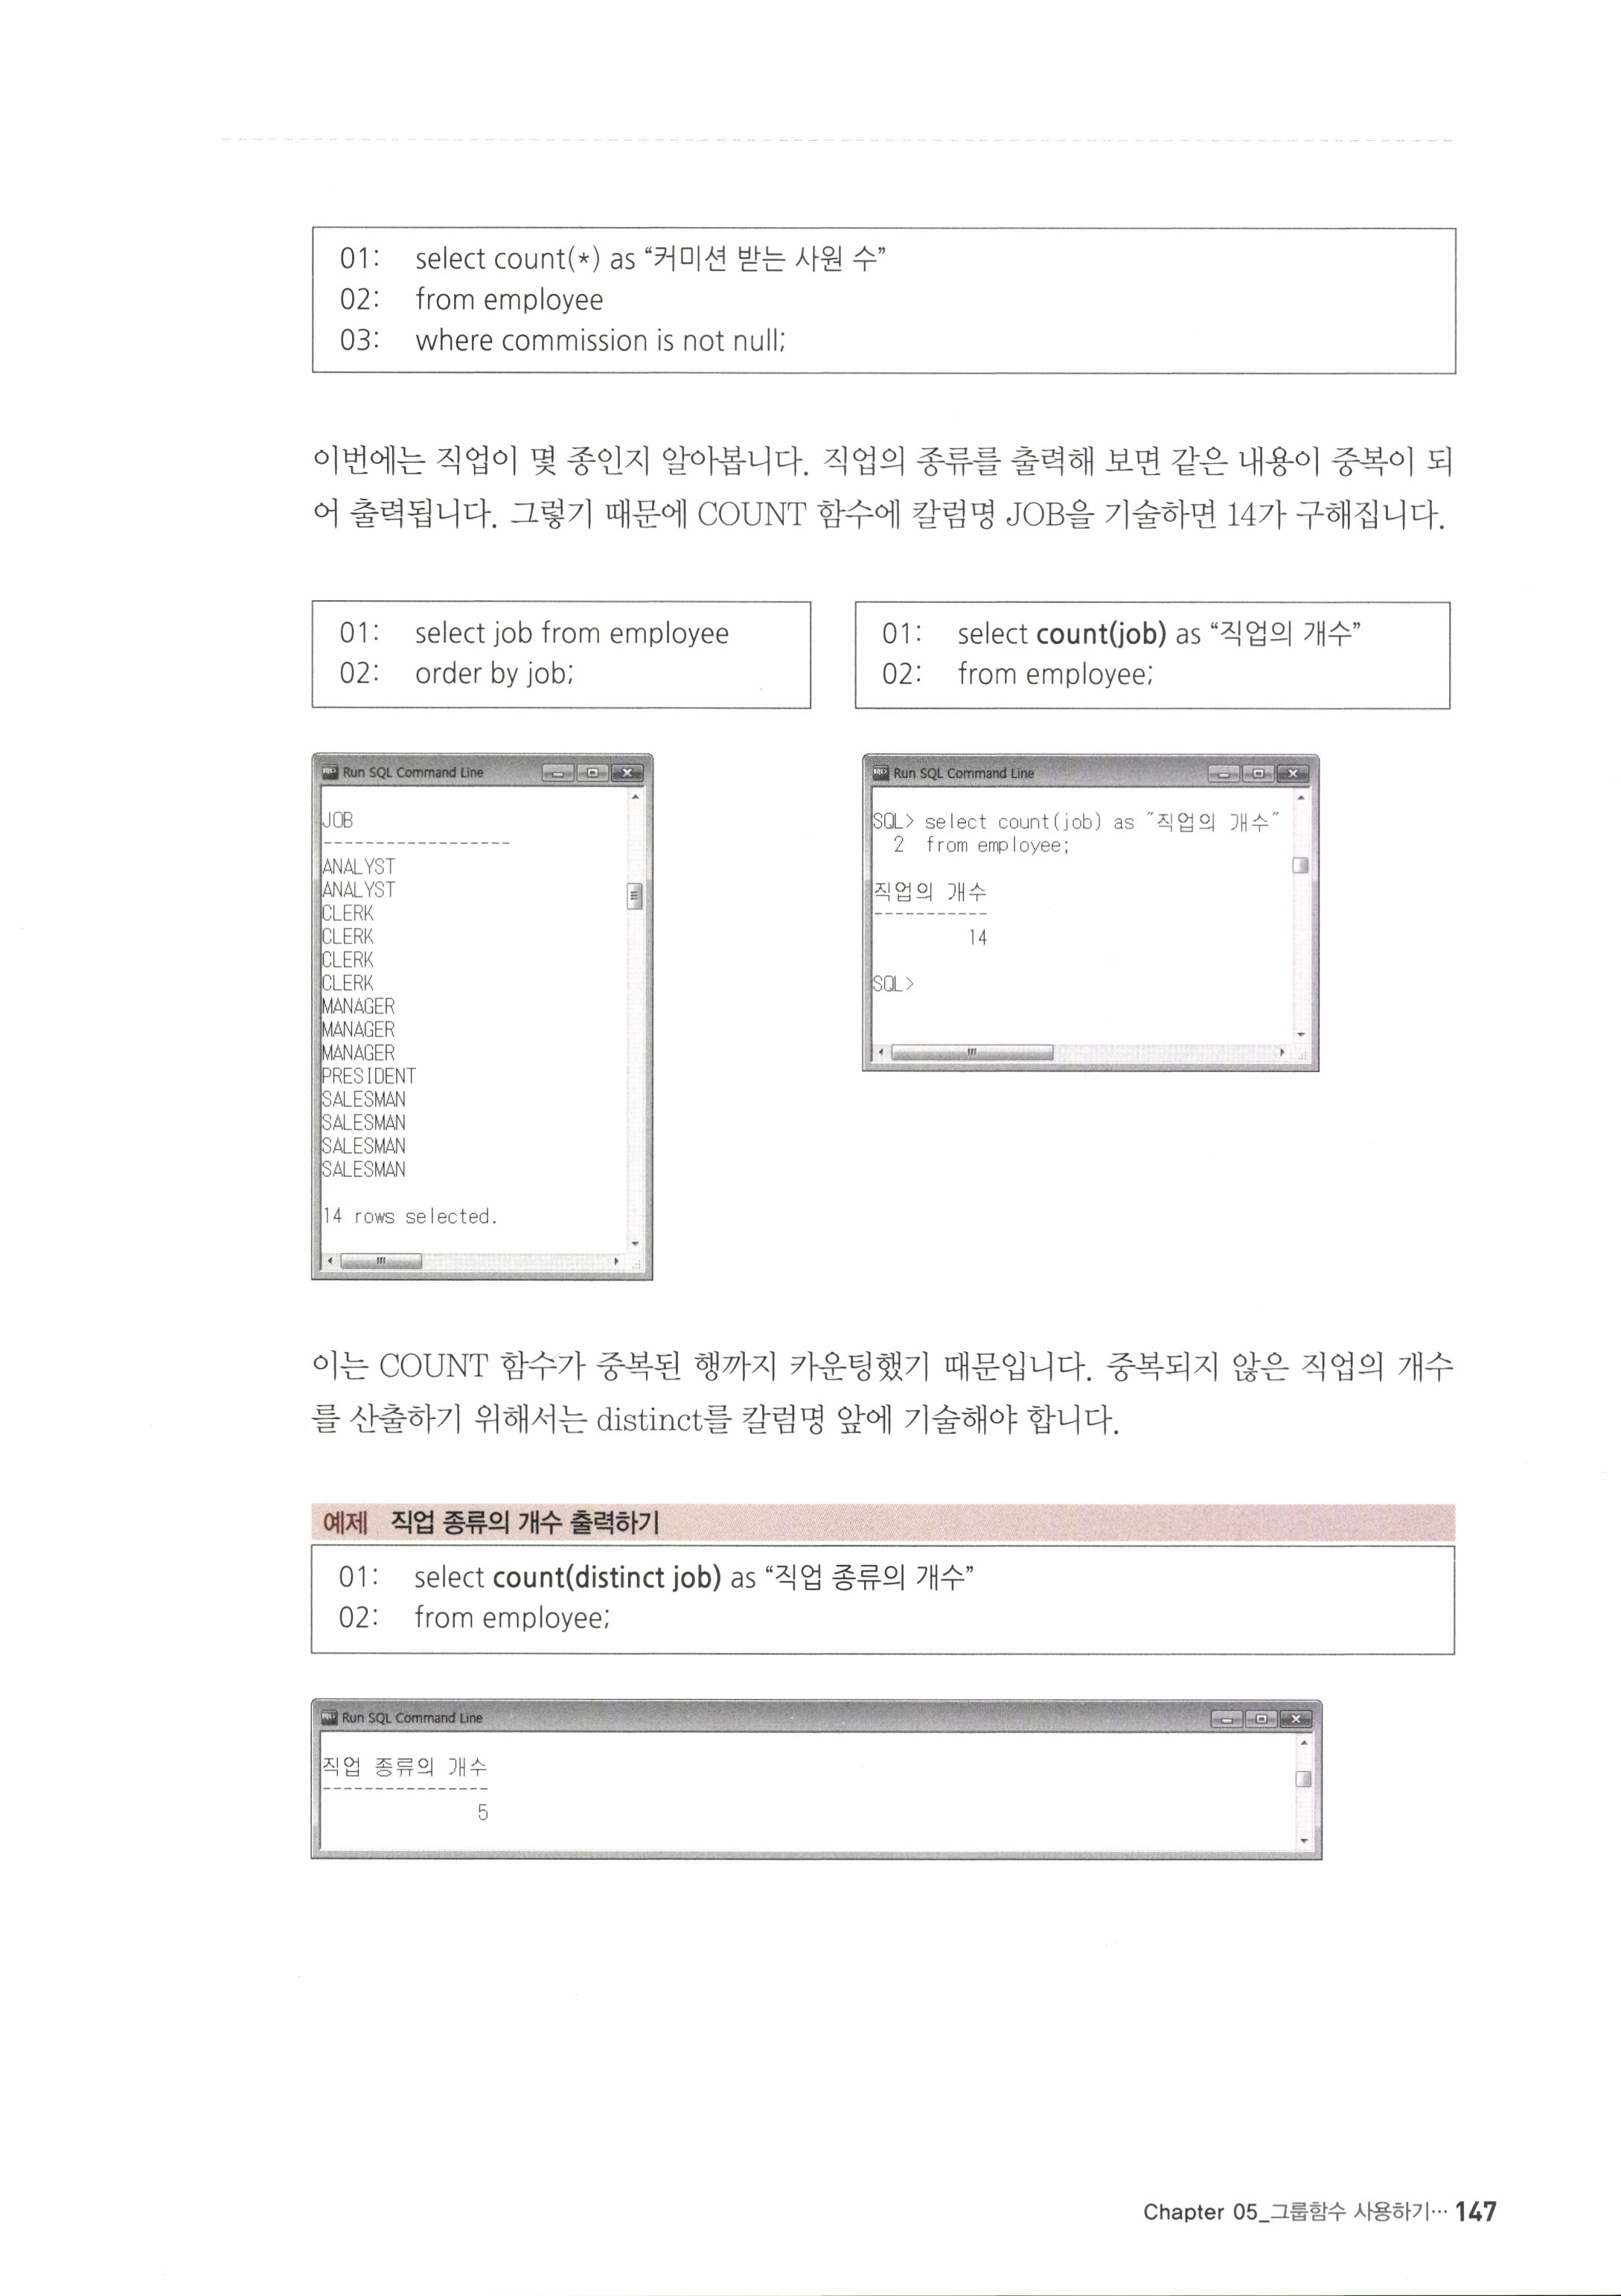 01: select count(*) as “커미션 받는 사원 수”
02: from employee
03: where commission is not null;
이번에는 직업이 몇 종인지 알아봅니다. 직업의 종류를 출력해 보면 같은 내용이 중복이 되
어 출력됩니다. 그렇기 때문에 COUNT 함수에 칼럼명 JOB을 기술하면 14가 구해집니다.
01: select job from employee
02: order by job;
01: select count(job) as “직업의 개수”
02: from employee;
Run SQL Command Line
JOB
------------------
ANALYST
ANALYST
CLERK
CLERK
CLERK
CLERK
MANAGER
MANAGER
MANAGER
PRESIDENT
SALESMAN
SALESMAN
SALESMAN
SALESMAN
14 rows selected.
Run SQL Command Line
SQL> select count(job) as "직업의 개수"
2 from employee;
직업의 개수
-----------
14
SQL>
이는 COUNT 함수가 중복된 행까지 카운팅했기 때문입니다. 중복되지 않은 직업의 개수
를 산출하기 위해서는 distinct를 칼럼명 앞에 기술해야 합니다.
예제 직업 종류의 개수 출력하기
01: select count(distinct job) as “직업 종류의 개수”
02: from employee;
Run SQL Command Line
직업 종류의 개수
----------------
5
Chapter 05_그룹함수 사용하기… 147